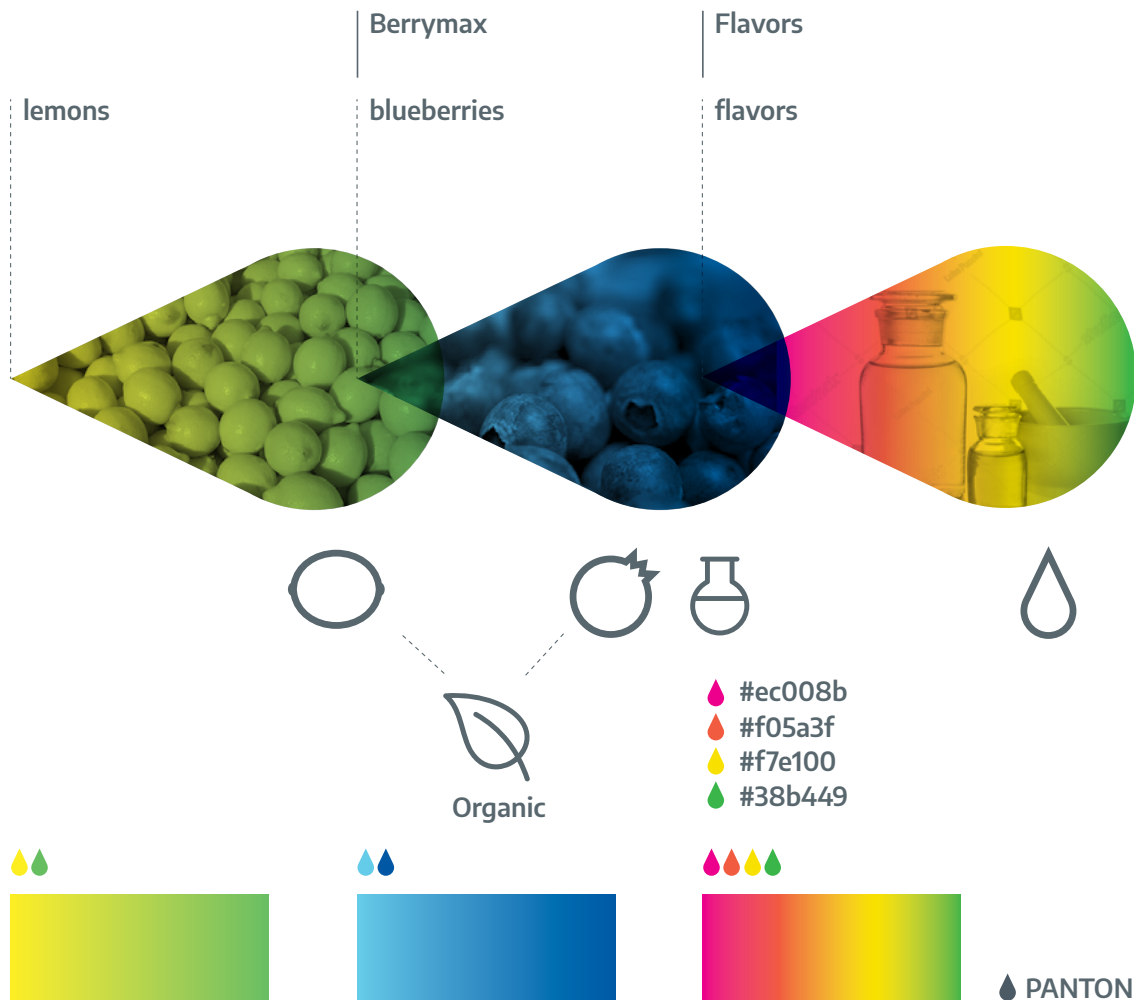 Berrymax
Flavors
lemons
blueberries
flavors
#ec008b
#f05a3f
#f7e100
#38b449
Organic
PANTON